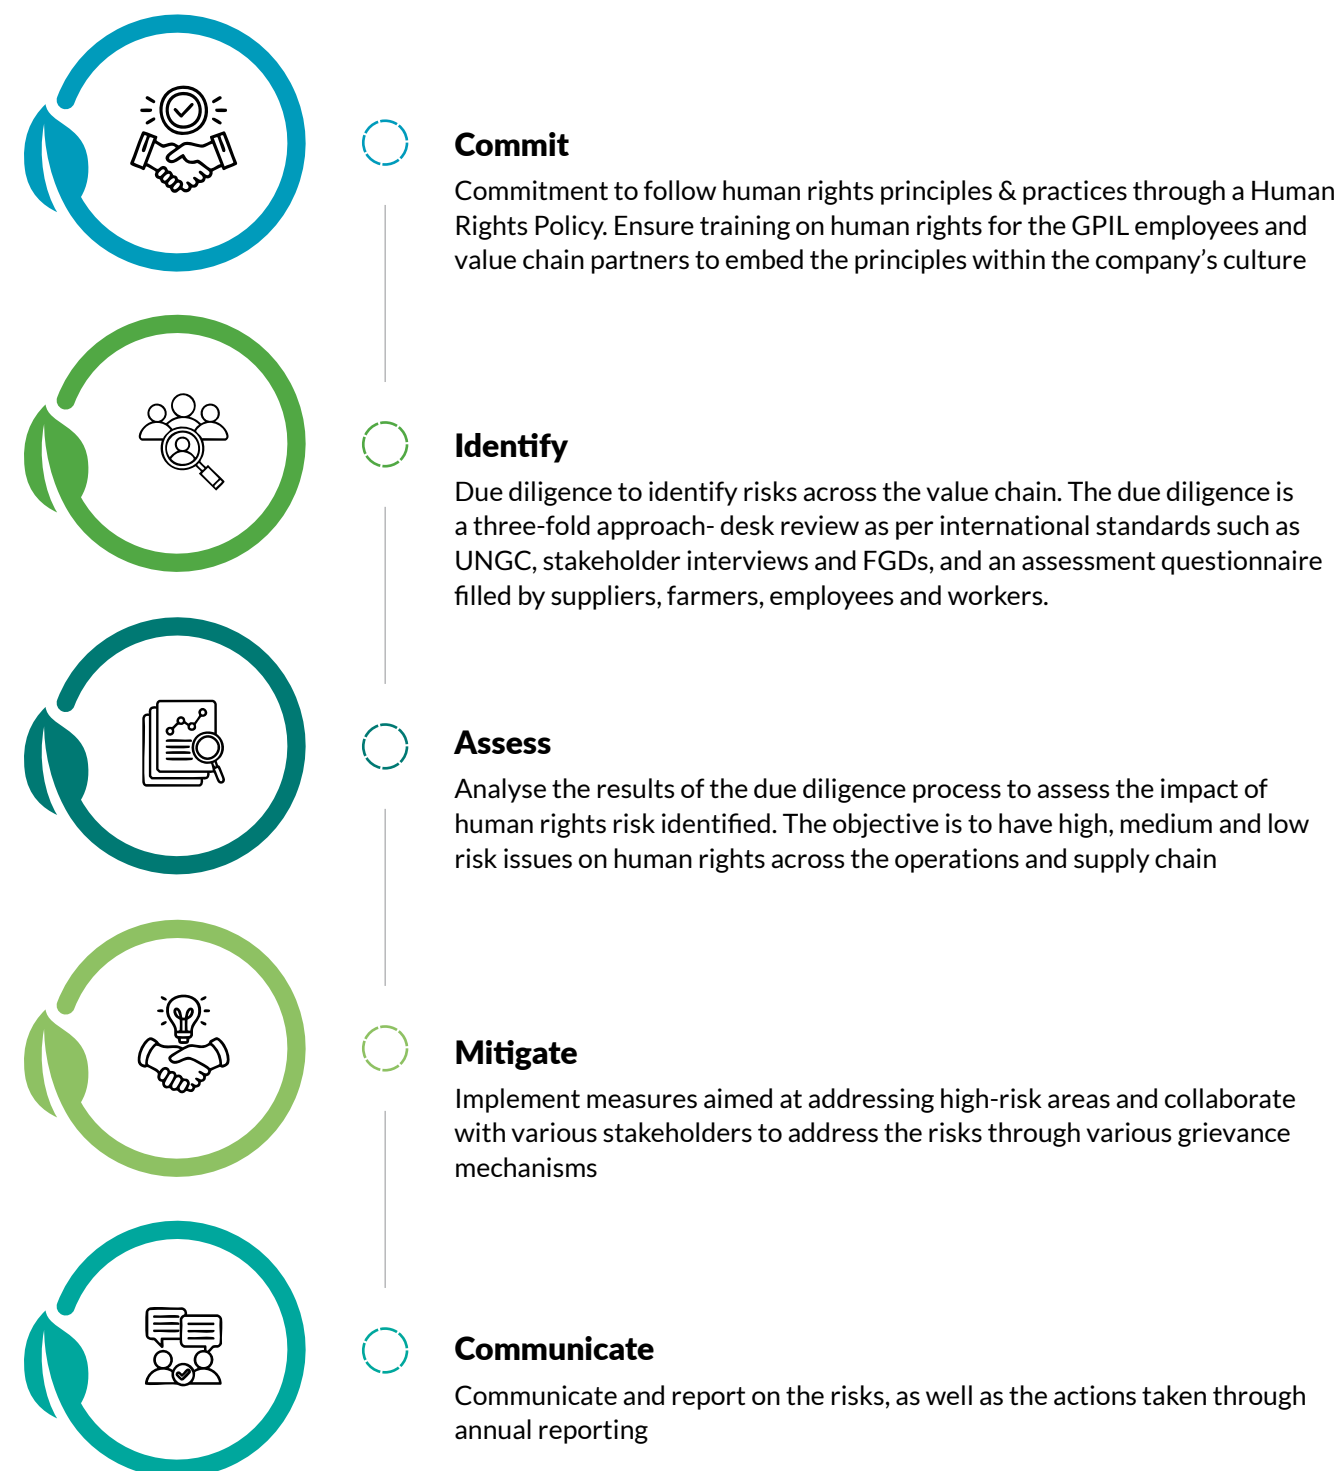 Commit
Commitment to follow human rights principles & practices through a Human
Rights Policy. Ensure training on human rights for the GPIL employees and
value chain partners to embed the principles within the company’s culture
Identify
Due diligence to identify risks across the value chain. The due diligence is
a three-fold approach- desk review as per international standards such as
UNGC, stakeholder interviews and FGDs, and an assessment questionnaire
filled by suppliers, farmers, employees and workers.
Assess
Analyse the results of the due diligence process to assess the impact of
human rights risk identified. The objective is to have high, medium and low
risk issues on human rights across the operations and supply chain
Mitigate
Implement measures aimed at addressing high-risk areas and collaborate
with various stakeholders to address the risks through various grievance
mechanisms
Communicate
Communicate and report on the risks, as well as the actions taken through
annual reporting